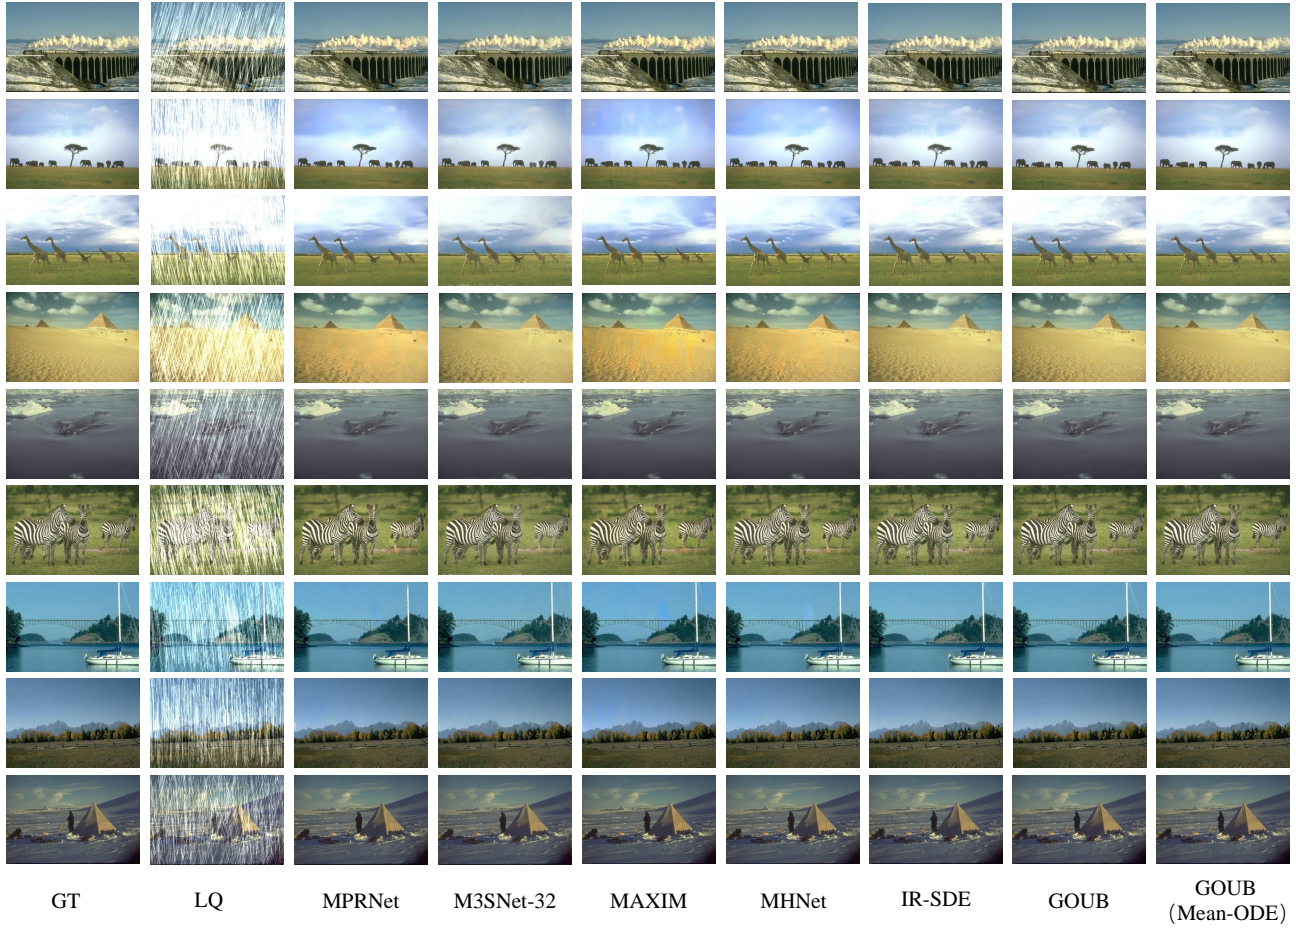 GT
LQ
MPRNet
M3SNet-32
MAXIM
MHNet
IR-SDE
GOUB
GOUB
(Mean-ODE)